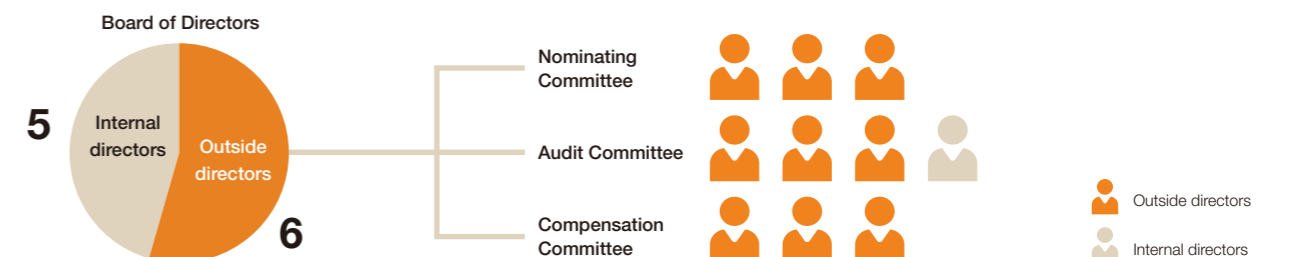 Board of Directors
5
Internal
directors
Outside
directors
6
Nominating
Committee
Audit Committee
Compensation
Committee
Outside directors
Internal directors